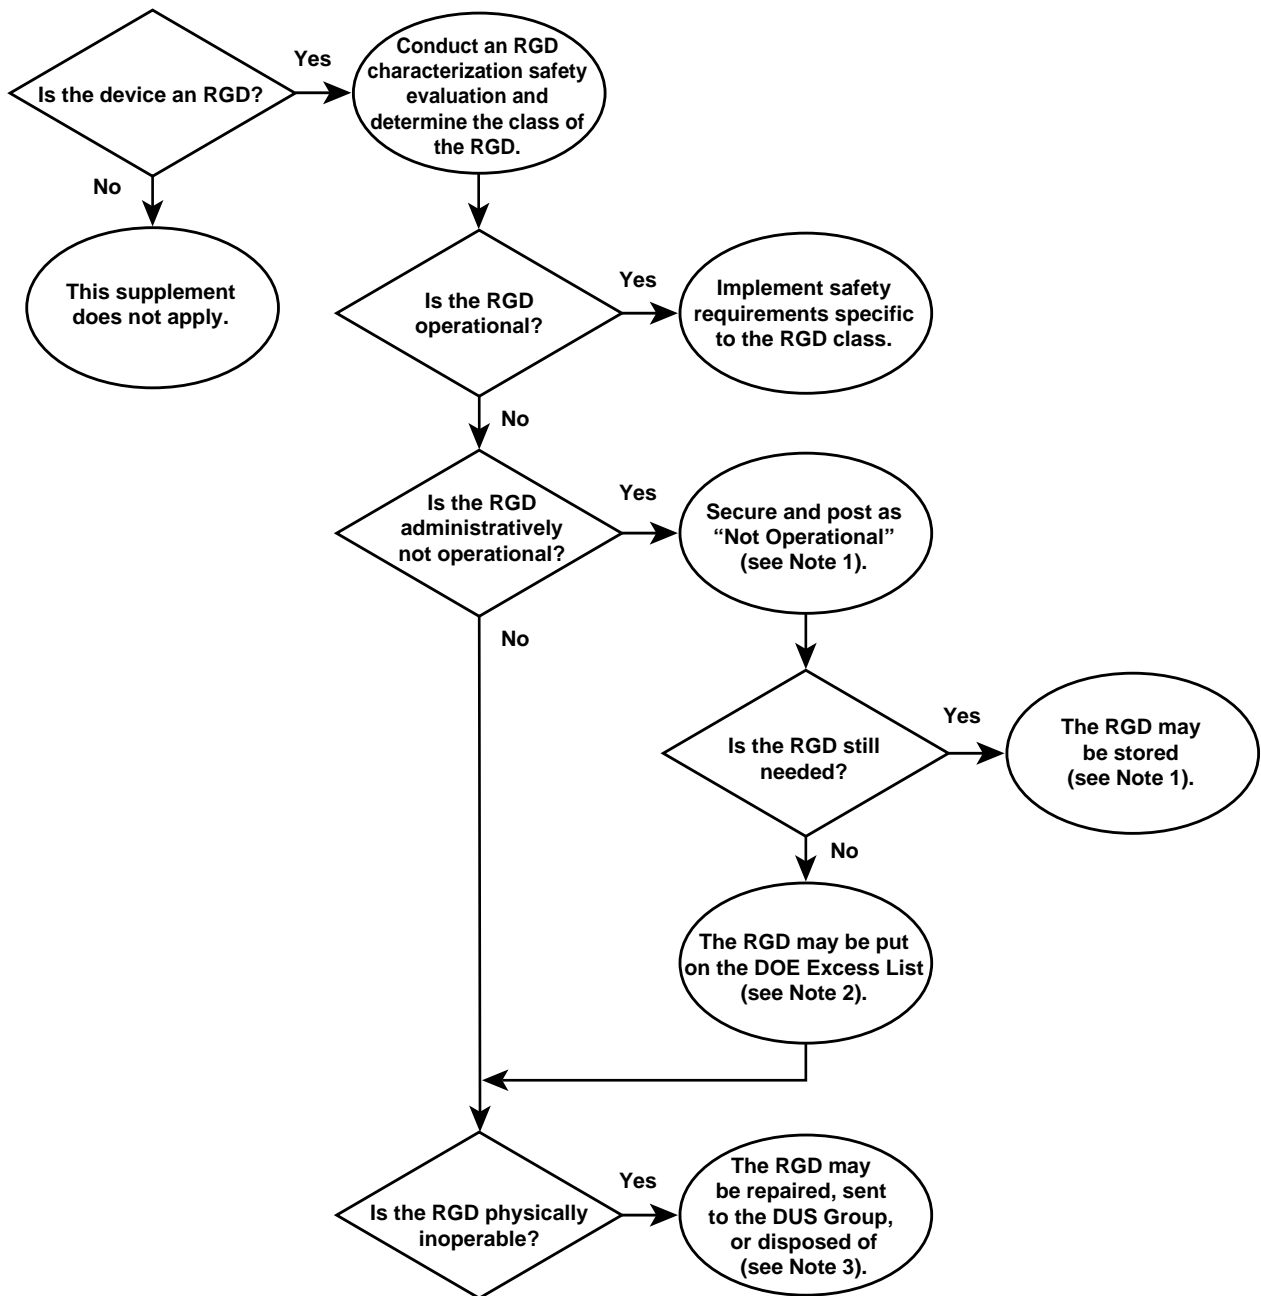 Is the device an RGD?
Yes
Conduct an RGD
characterization safety
evaluation and
determine the class of
the RGD.
No
This supplement
does not apply.
Is the RGD
operational?
Yes
Implement safety
requirements specific
to the RGD class.
No
Is the RGD
administratively
not operational?
Yes
Secure and post as
“Not Operational”
(see Note 1).
No
Is the RGD still
needed?
Yes
The RGD may
be stored
(see Note 1).
No
The RGD may be put
on the DOE Excess List
(see Note 2).
Is the RGD physically
inoperable?
Yes
The RGD may
be repaired, sent
to the DUS Group,
or disposed of
(see Note 3).